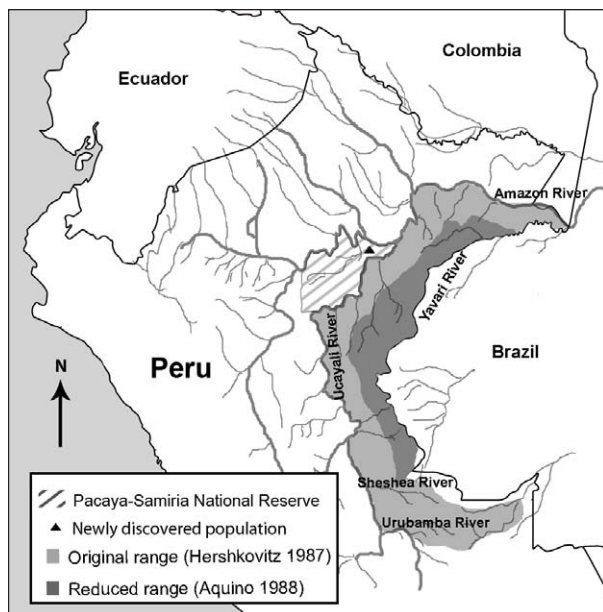 Colombia
Ecuador
Amazon River
Yavari River
Ucayali River
Peru
Brazil
N
Sheshea River
Urubamba River
Pacaya-Samiria National Reserve
Newly discovered population
Original range (Hershkovitz 1987)
Reduced range (Aquino 1988)